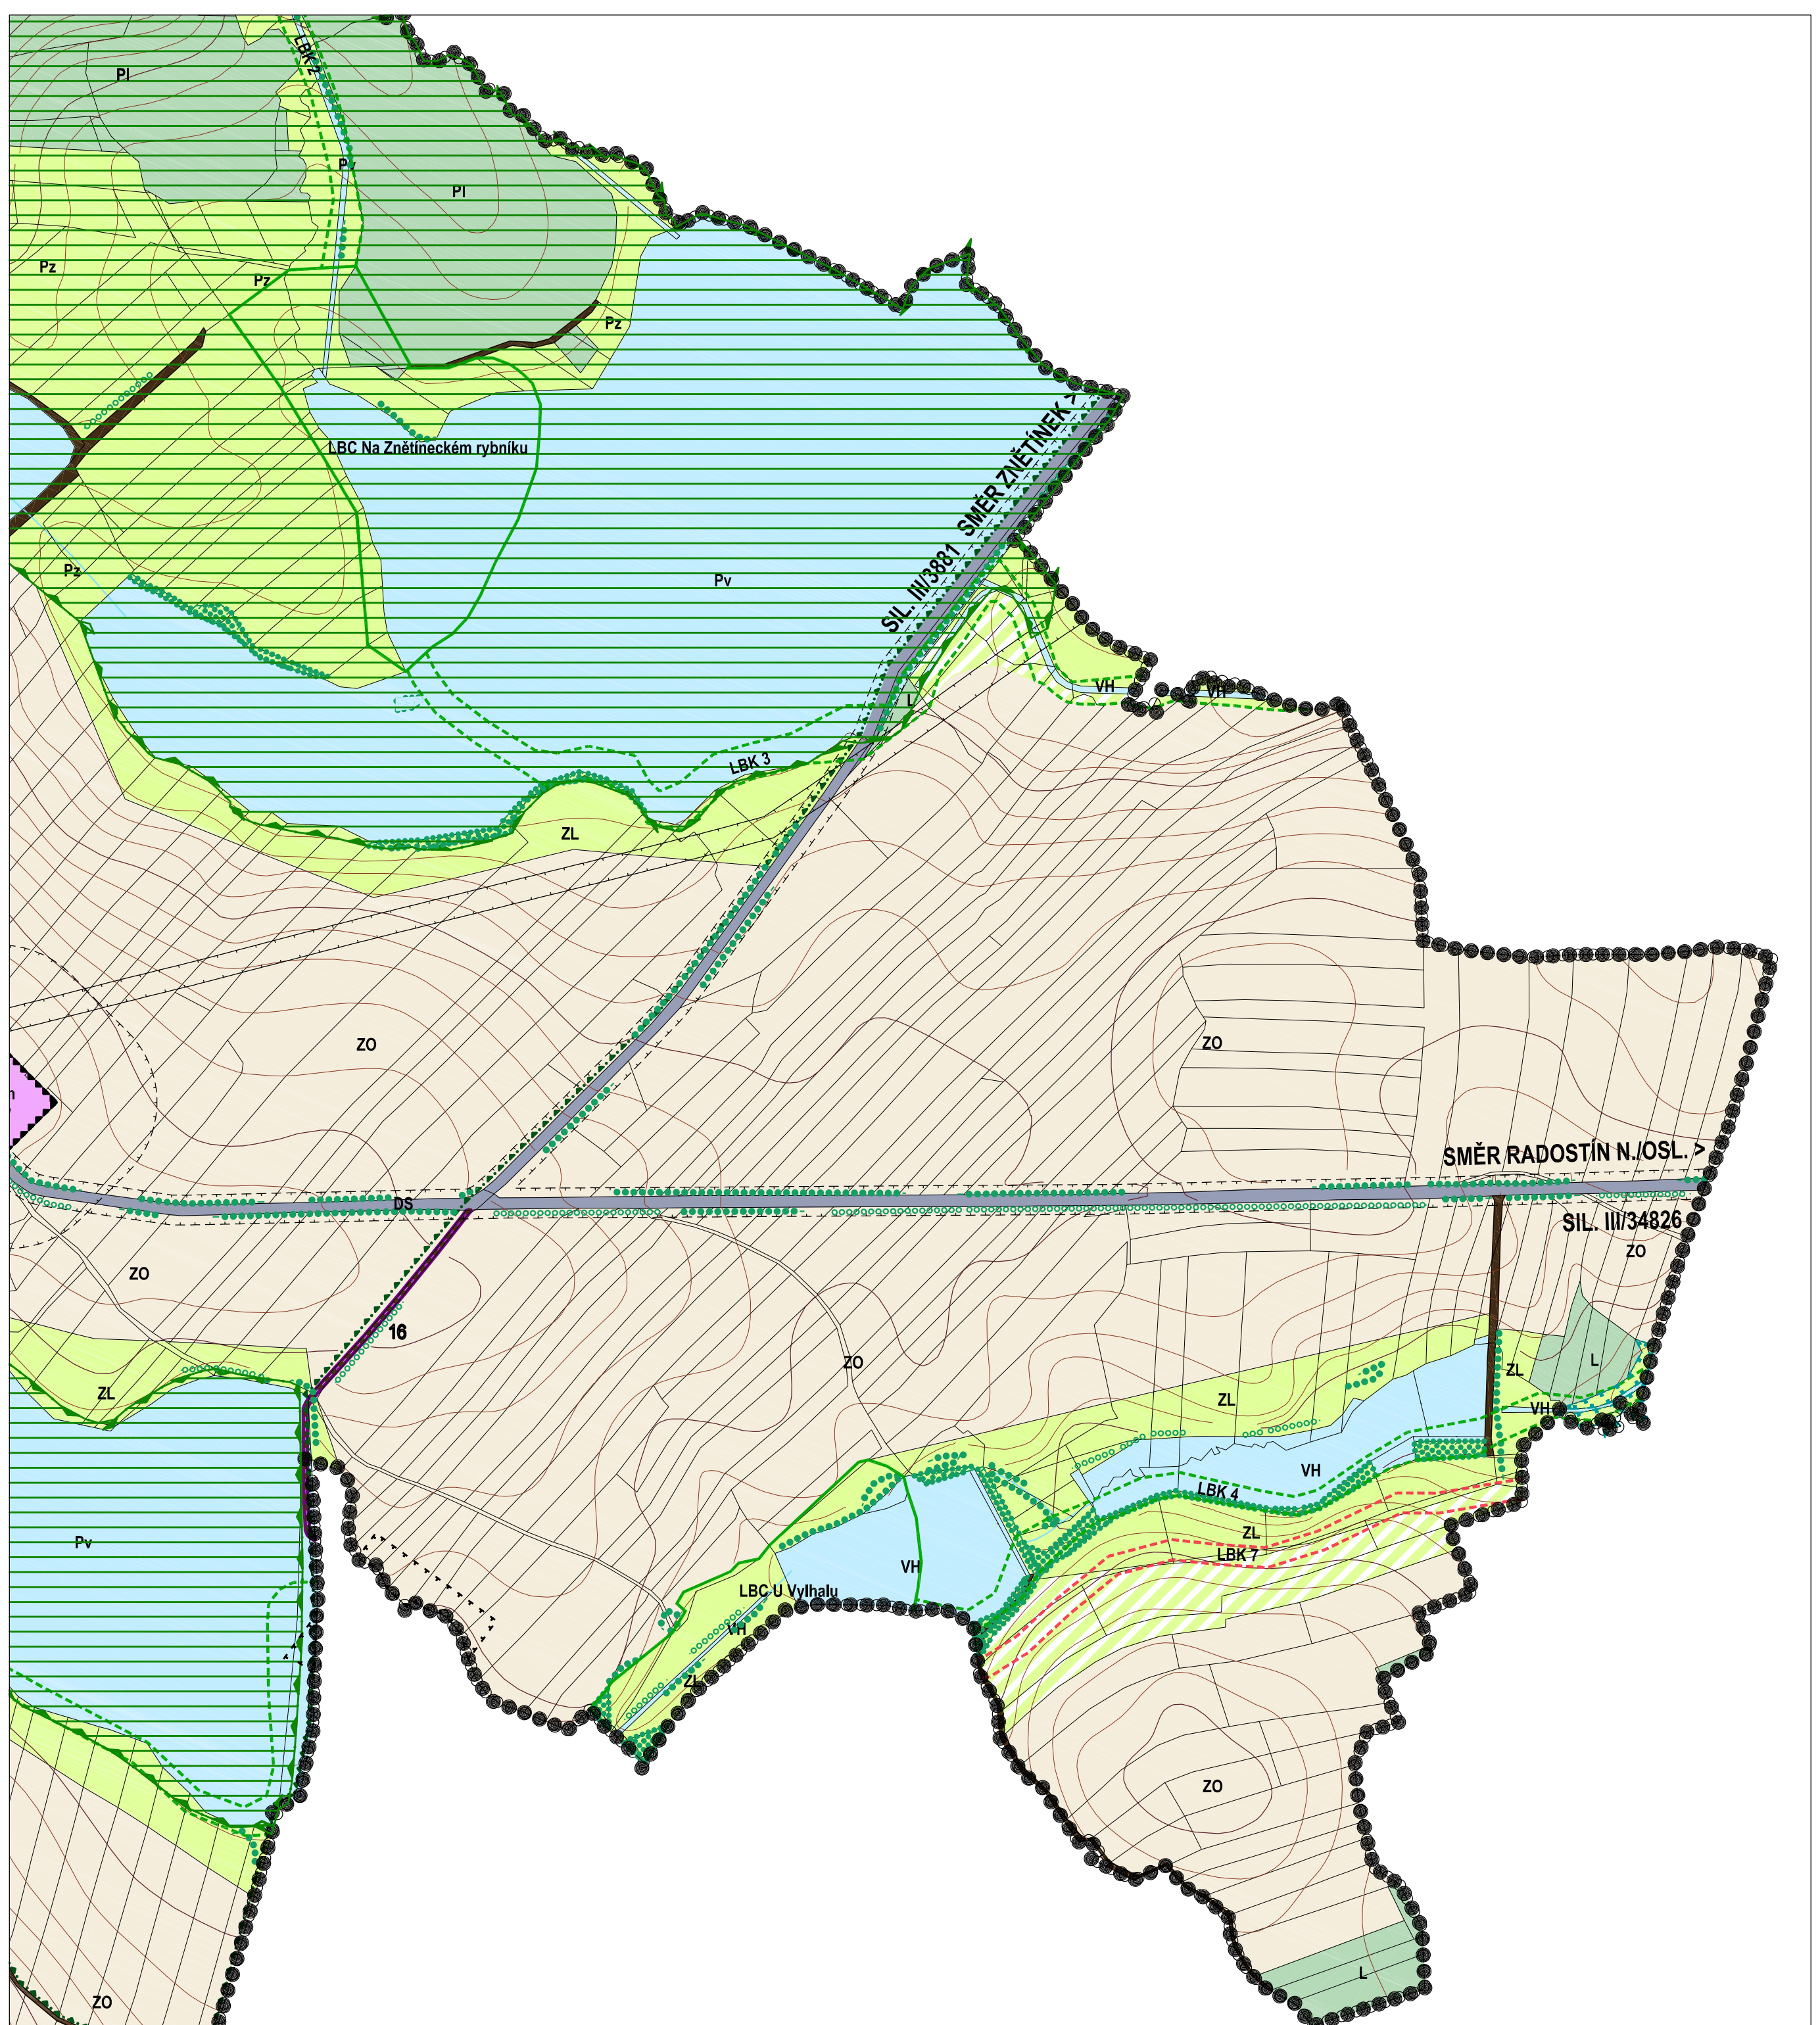 LBK 2
Pl
Pv
Pl
Pz
Pz
Pz
SMĚR ZNĚTÍNEK >
LBC Na Znětíneckém rybníku
SIL. III/3881
Pz
Pv
VH
VH
L
LBK 3
ZL
ZO
ZO
n
SMĚR RADOSTÍN N./OSL. >
DS
SIL. III/34826
ZO
ZO
16
ZO
L
ZL
ZL
ZL
VH
VH
LBK 4
ZL
Pv
LBK 7
VH
LBC U Vylhalu
VH
ZL
ZO
L
ZO